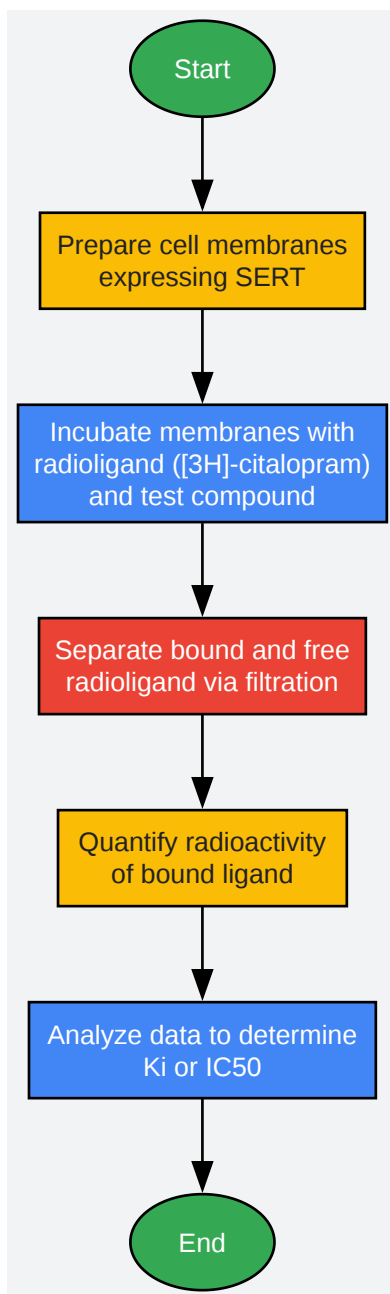 Start
Prepare cell membranes
expressing SERT
Incubate membranes with
radioligand ([3H]-citalopram)
and test compound
Separate bound and free
radioligand via filtration
Quantify radioactivity
of bound ligand
Analyze data to determine
Ki or IC50
End